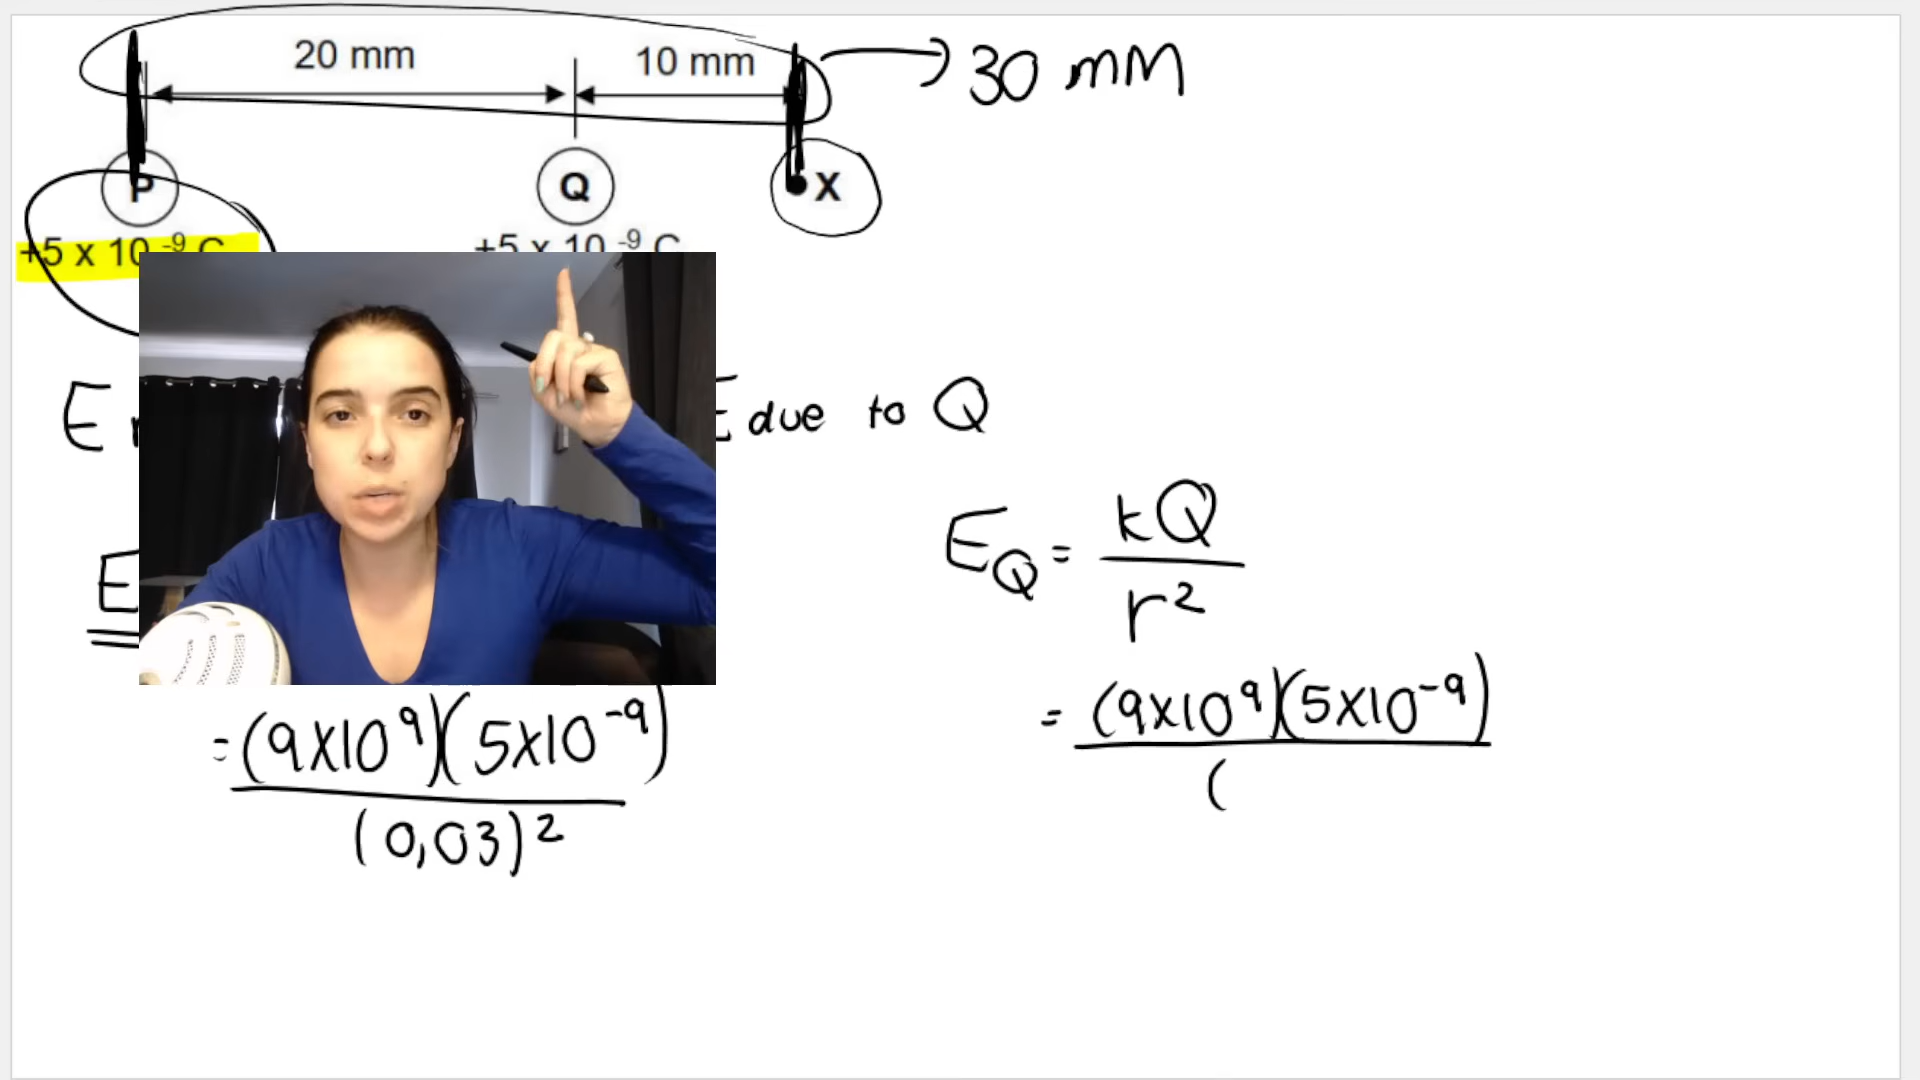 20 mm 10 mm → 30 mm
P Q X
+5 x 10 -9 C +5 x 10 -9 C
E due to Q
E
E_Q = kQ / r²
= (9x10⁹)(5x10⁻⁹) / (0,03)²
= (9x10⁹)(5x10⁻⁹) / (